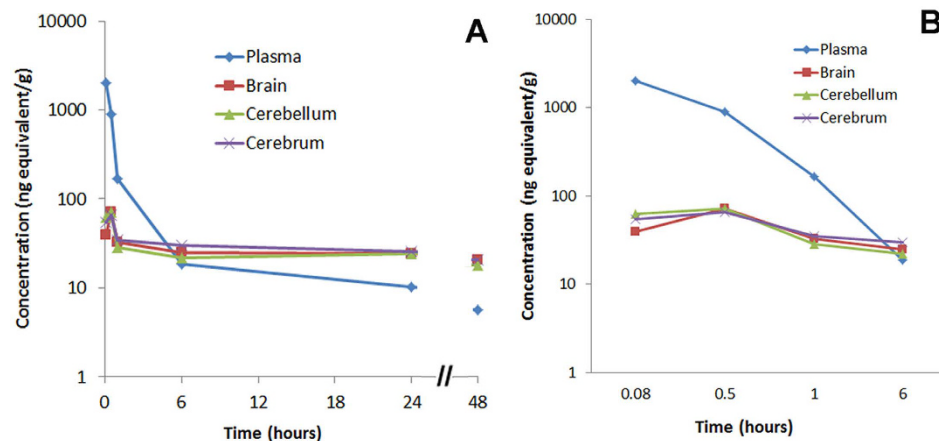 A
Concentration (ng equivalent/g)
10000
1000
100
10
1
Plasma
Brain
Cerebellum
Cerebrum
0 6 12 18 24 // 48
Time (hours)
B
Concentration (ng equivalent/g)
10000
1000
100
10
1
Plasma
Brain
Cerebellum
Cerebrum
0.08 0.5 1 6
Time (hours)